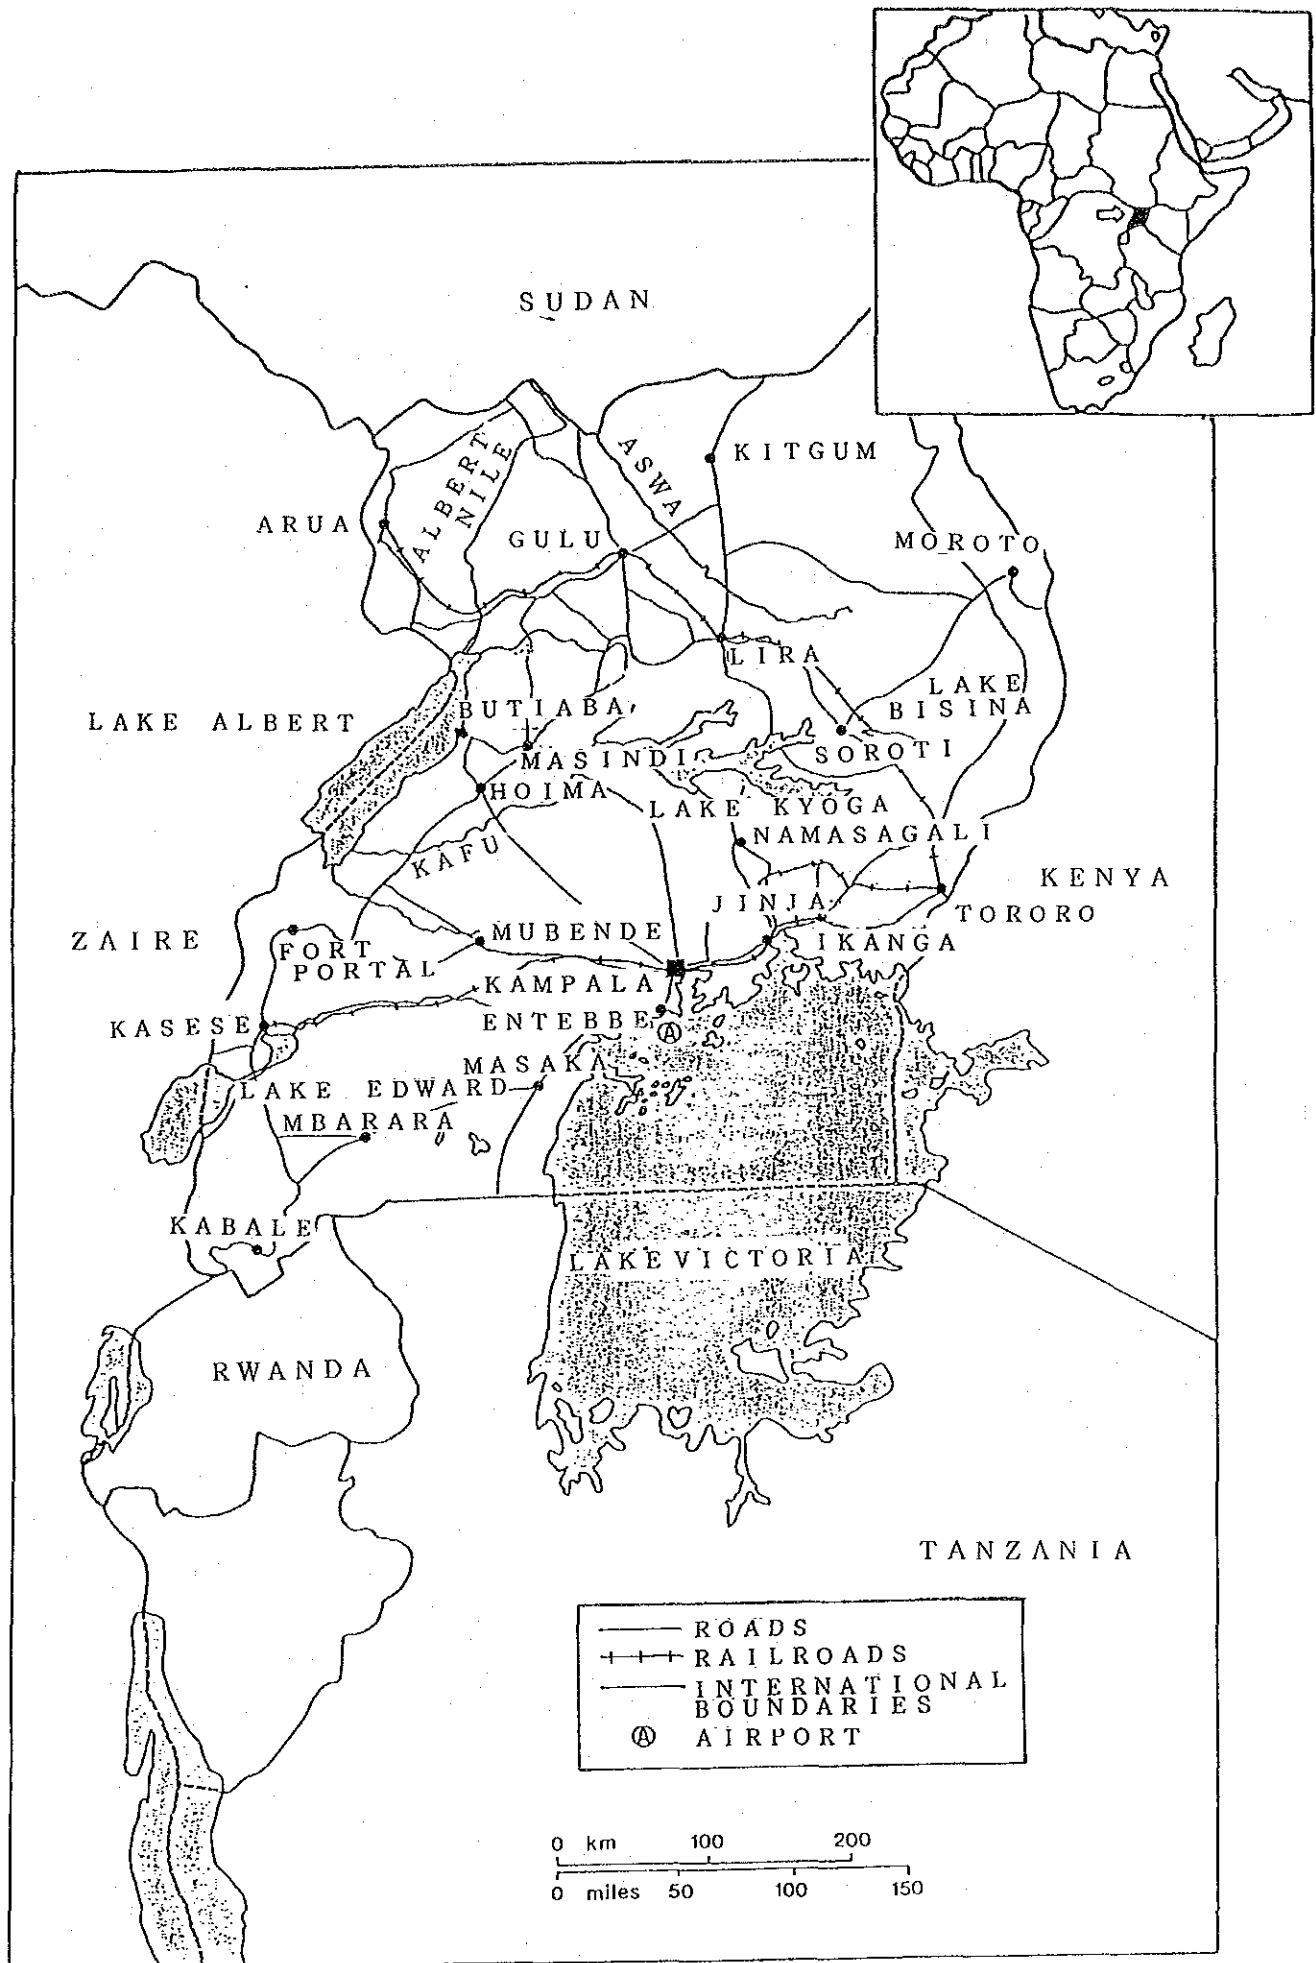 SUDAN
KITGUM
ASWA
ALBERT
NILE
ARUA
GULU
MOROTO
LIRA
LAKE
BISINA
LAKE ALBERT
BUTIABA
SOROTI
MASINDI
HOIMA
LAKE KYOGA
NAMASAGALI
KAFU
KENYA
JINJA
TORORO
ZAIRE
MUBENDE
IKANGA
FORT
PORTAL
KAMPALA
KASESE
ENTEBBE
A
MASAKA
LAKE EDWARD
MBARARA
KABALE
LAKE VICTORIA
RWANDA
TANZANIA
ROADS
RAILROADS
INTERNATIONAL
BOUNDARIES
A AIRPORT
0 km 100 200
0 miles 50 100 150